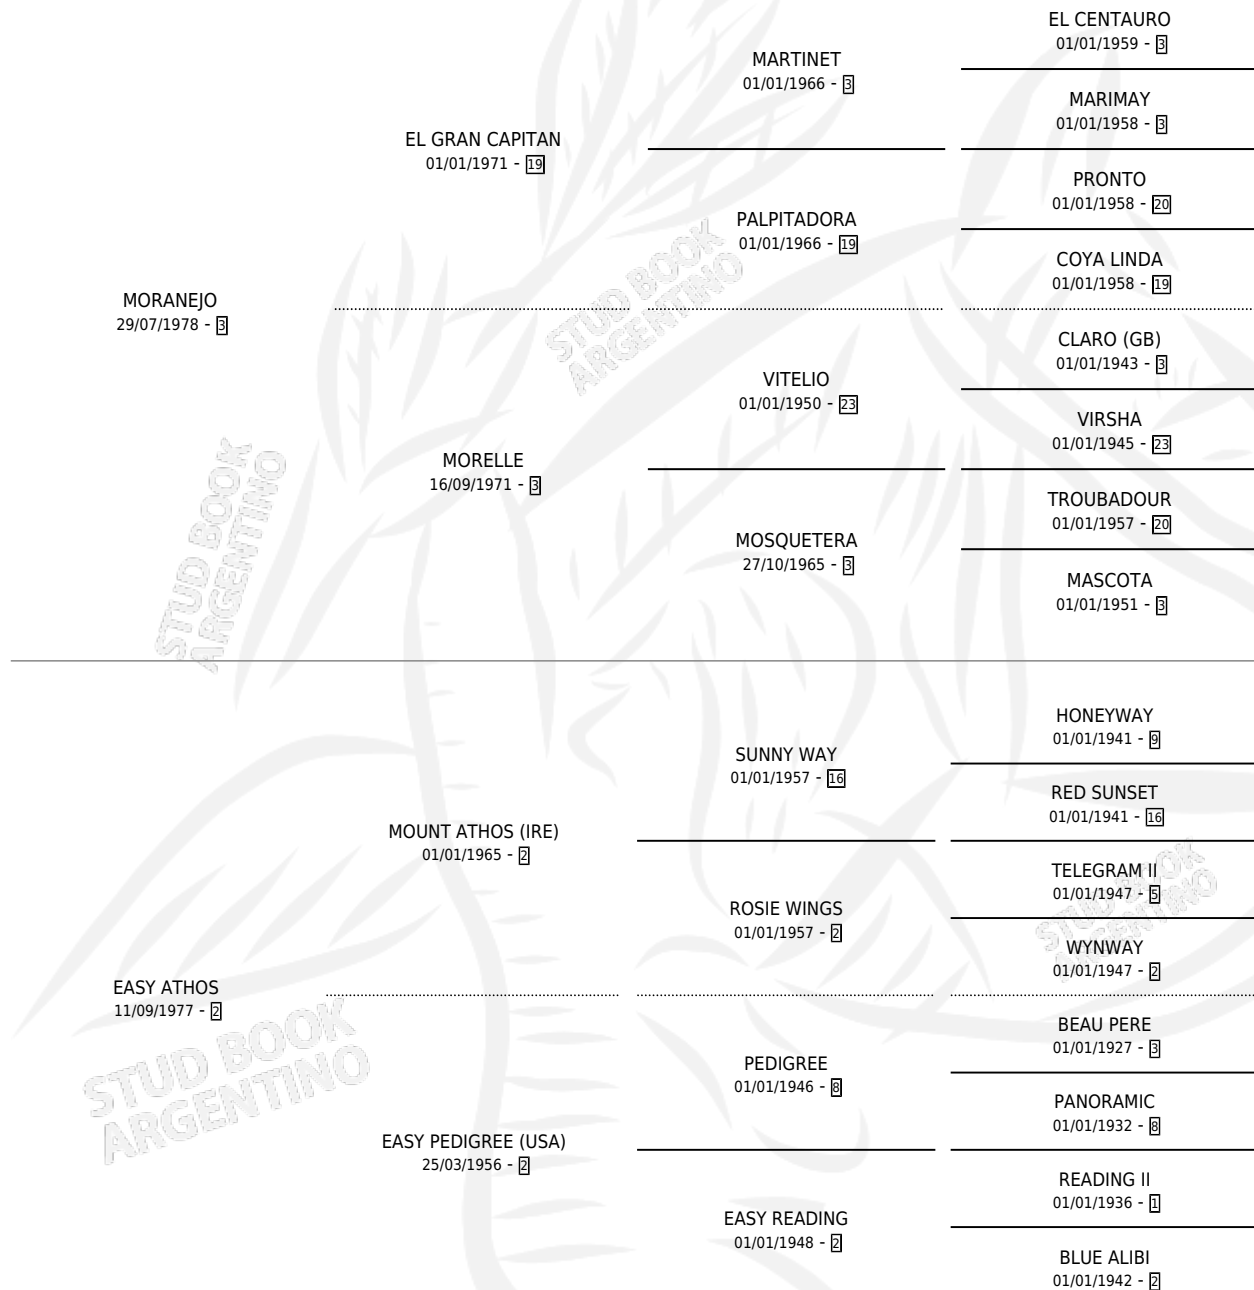 EL CENTAURO
01/01/1959 - 3
MARTINET
01/01/1966 - 3
MARIMAY
01/01/1958 - 3
EL GRAN CAPITAN
01/01/1971 - 19
PRONTO
01/01/1958 - 20
PALPITADORA
01/01/1966 - 19
COYA LINDA
01/01/1958 - 19
MORANEJO
29/07/1978 - 3
CLARO (GB)
01/01/1943 - 3
VITELIO
01/01/1950 - 23
VIRSHA
01/01/1945 - 23
MORELLE
16/09/1971 - 3
TROUBADOUR
01/01/1957 - 20
MOSQUETERA
27/10/1965 - 3
MASCOTA
01/01/1951 - 3
HONEYWAY
01/01/1941 - 9
SUNNY WAY
01/01/1957 - 16
RED SUNSET
01/01/1941 - 16
MOUNT ATHOS (IRE)
01/01/1965 - 2
TELEGRAM II
01/01/1947 - 5
ROSIE WINGS
01/01/1957 - 2
WYNWAY
01/01/1947 - 2
EASY ATHOS
11/09/1977 - 2
BEAU PERE
01/01/1927 - 3
PEDIGREE
01/01/1946 - 8
PANORAMIC
01/01/1932 - 8
EASY PEDIGREE (USA)
25/03/1956 - 2
READING II
01/01/1936 - 1
EASY READING
01/01/1948 - 2
BLUE ALIBI
01/01/1942 - 2
STUD BOOK
ARGENTINO
STUD BOOK
ARGENTINO
STUD BOOK
ARGENTINO
STUD BOOK
ARGENTINO